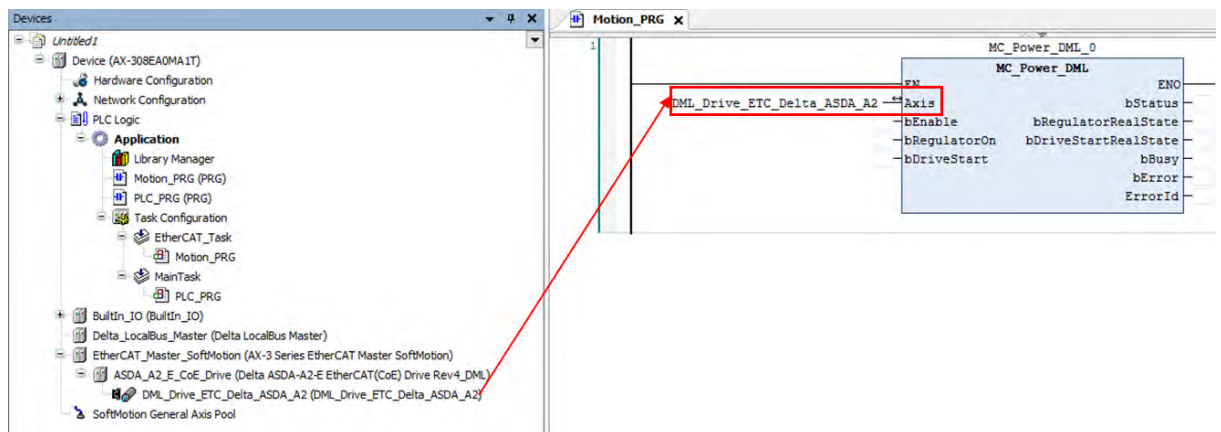 Devices
Untitled1
Device (AX-308EA0MA1T)
Hardware Configuration
Network Configuration
PLC Logic
Application
Library Manager
Motion_PRG (PRG)
PLC_PRG (PRG)
Task Configuration
EtherCAT_Task
Motion_PRG
MainTask
PLC_PRG
BuiltIn_IO (BuiltIn_IO)
Delta_LocalBus_Master (Delta LocalBus Master)
EtherCAT_Master_SoftMotion (AX-3 Series EtherCAT Master SoftMotion)
ASDA_A2_E_CoE_Drive (Delta ASDA-A2-E EtherCAT(CoE) Drive Rev4_DML)
DML_Drive_ETC_Delta_ASDA_A2 (DML_Drive_ETC_Delta_ASDA_A2)
SoftMotion General Axis Pool
Motion_PRG X
1
MC_Power_DML_0
MC_Power_DML
EN ENO
DML_Drive_ETC_Delta_ASDA_A2 Axis bStatus
bEnable bRegulatorRealState
bRegulatorOn bDriveStartRealState
bDriveStart bBusy
bError
ErrorId